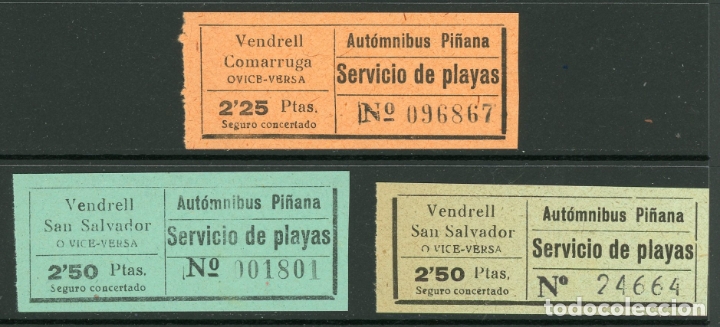 Vendrell
Comarruga
O VICE-VERSA
2'25 Ptas.
Seguro concertado
Autómnibus Piñana
Servicio de playas
Nº 096867
Vendrell
San Salvador
O VICE-VERSA
2'50 Ptas.
Seguro concertado
Autómnibus Piñana
Servicio de playas
Nº 001801
Vendrell
San Salvador
O VICE-VERSA
2'50 Ptas.
Seguro concertado
Autómnibus Piñana
Servicio de playas
Nº 24664
todocoleccion.net